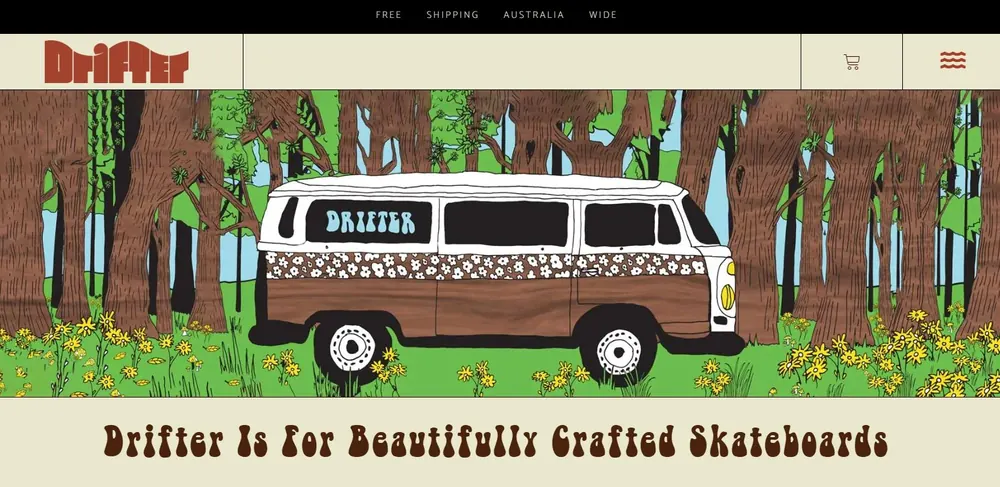 FREE SHIPPING AUSTRALIA WIDE
Drifter
DRIFTER
Drifter Is For Beautifully Crafted Skateboards